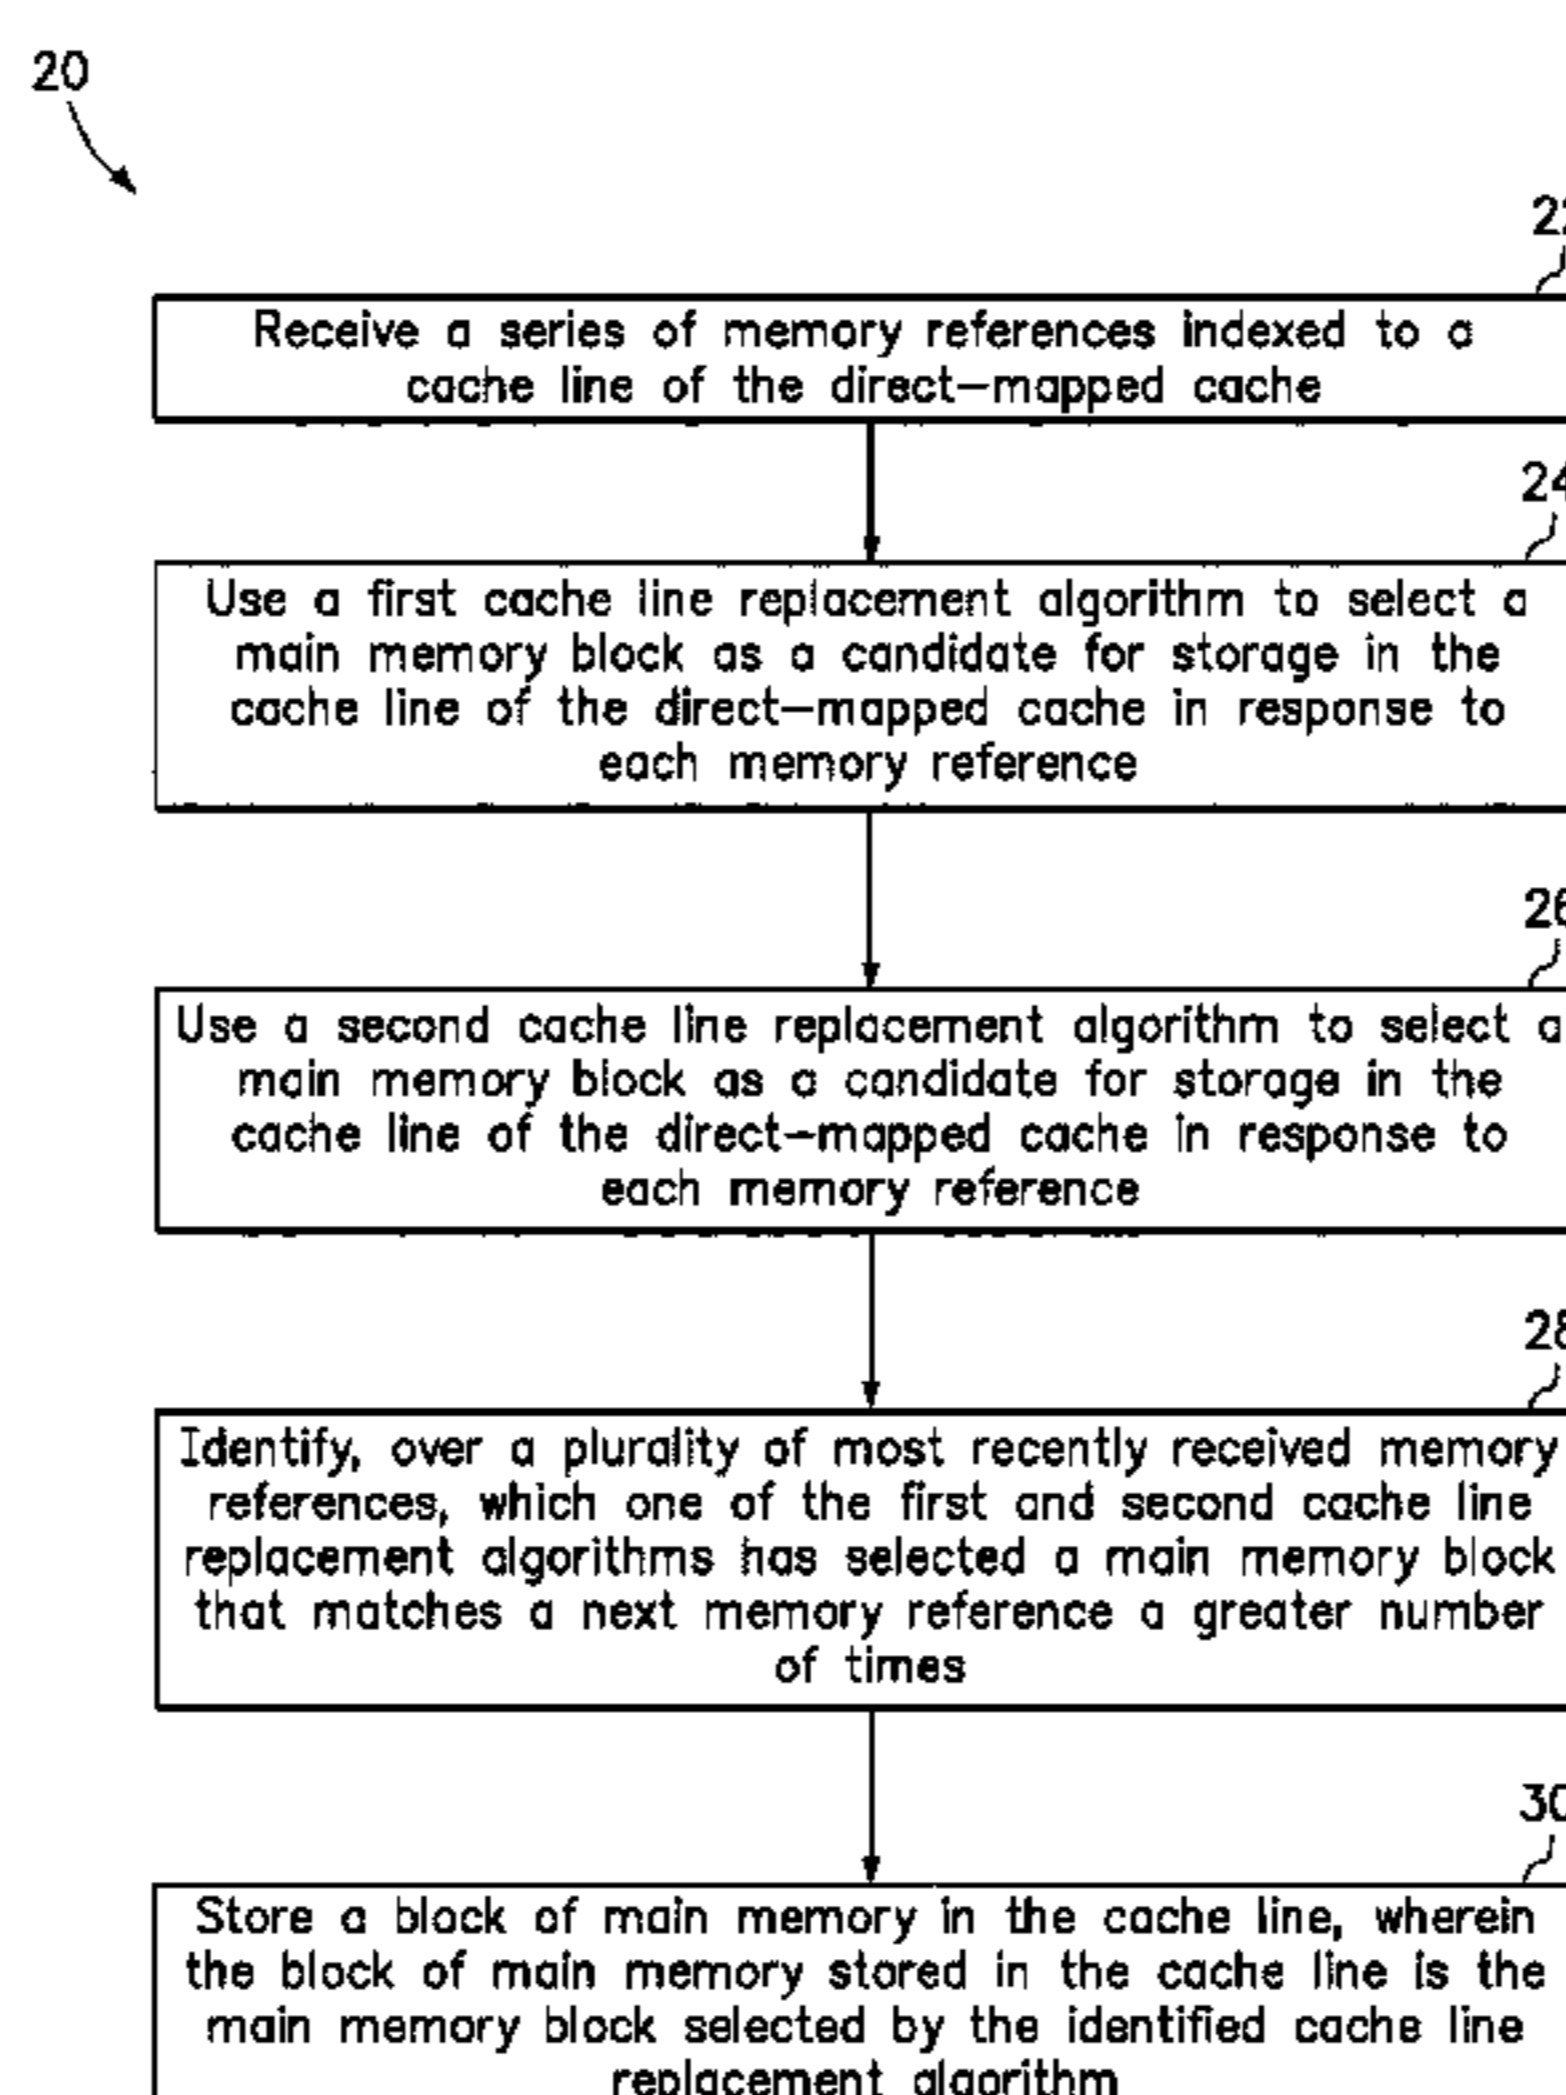 20
22
Receive a series of memory references indexed to a
cache line of the direct-mapped cache
24
Use a first cache line replacement algorithm to select a
main memory block as a candidate for storage in the
cache line of the direct-mapped cache in response to
each memory reference
26
Use a second cache line replacement algorithm to select a
main memory block as a candidate for storage in the
cache line of the direct-mapped cache in response to
each memory reference
28
Identify, over a plurality of most recently received memory
references, which one of the first and second cache line
replacement algorithms has selected a main memory block
that matches a next memory reference a greater number
of times
30
Store a block of main memory in the cache line, wherein
the block of main memory stored in the cache line is the
main memory block selected by the identified cache line
replacement algorithm